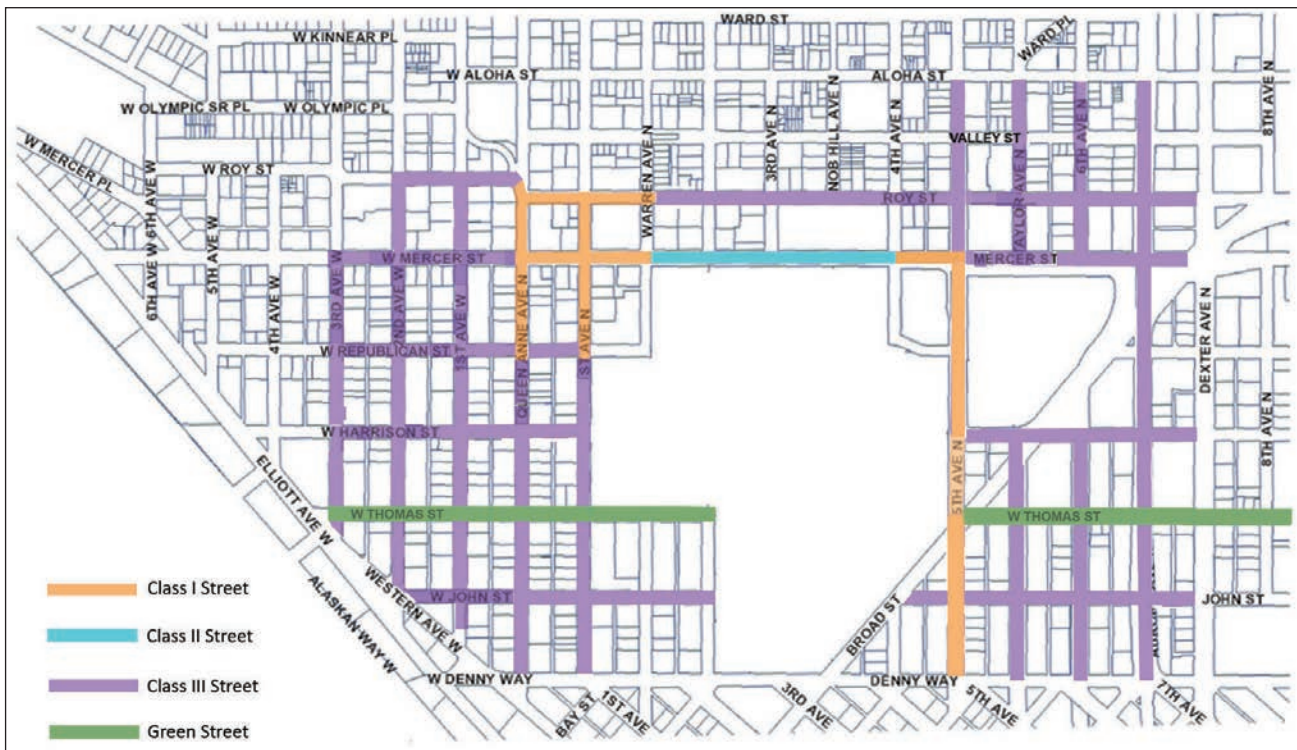 WARD ST
W KINNEAR PL
WARD PL
W ALOHA ST
ALOHA ST
W OLYMPIC SR PL
W OLYMPIC PL
8TH AVE N
6TH AVE N
4TH AVE N
NOB HILL AVE N
3RD AVE N
WARREN AVE N
VALLEY ST
TAYLOR AVE N
W MERCER PL
W ROY ST
ROY ST
6TH AVE W
6TH AVE W
5TH AVE W
4TH AVE W
3RD AVE W
2ND AVE W
1ST AVE W
W MERCER ST
MERCER ST
QUEEN ANNE AVE N
1ST AVE N
W REPUBLICAN ST
DEXTER AVE N
W HARRISON ST
8TH AVE N
5TH AVE N
ELLIOTT AVE W
W THOMAS ST
W THOMAS ST
WESTERN AVE W
ALASKAN WAY W
W JOHN ST
BROAD ST
JOHN ST
W DENNY WAY
DENNY WAY
BAY ST
1ST AVE
3RD AVE
5TH AVE
7TH AVE
Class I Street
Class II Street
Class III Street
Green Street